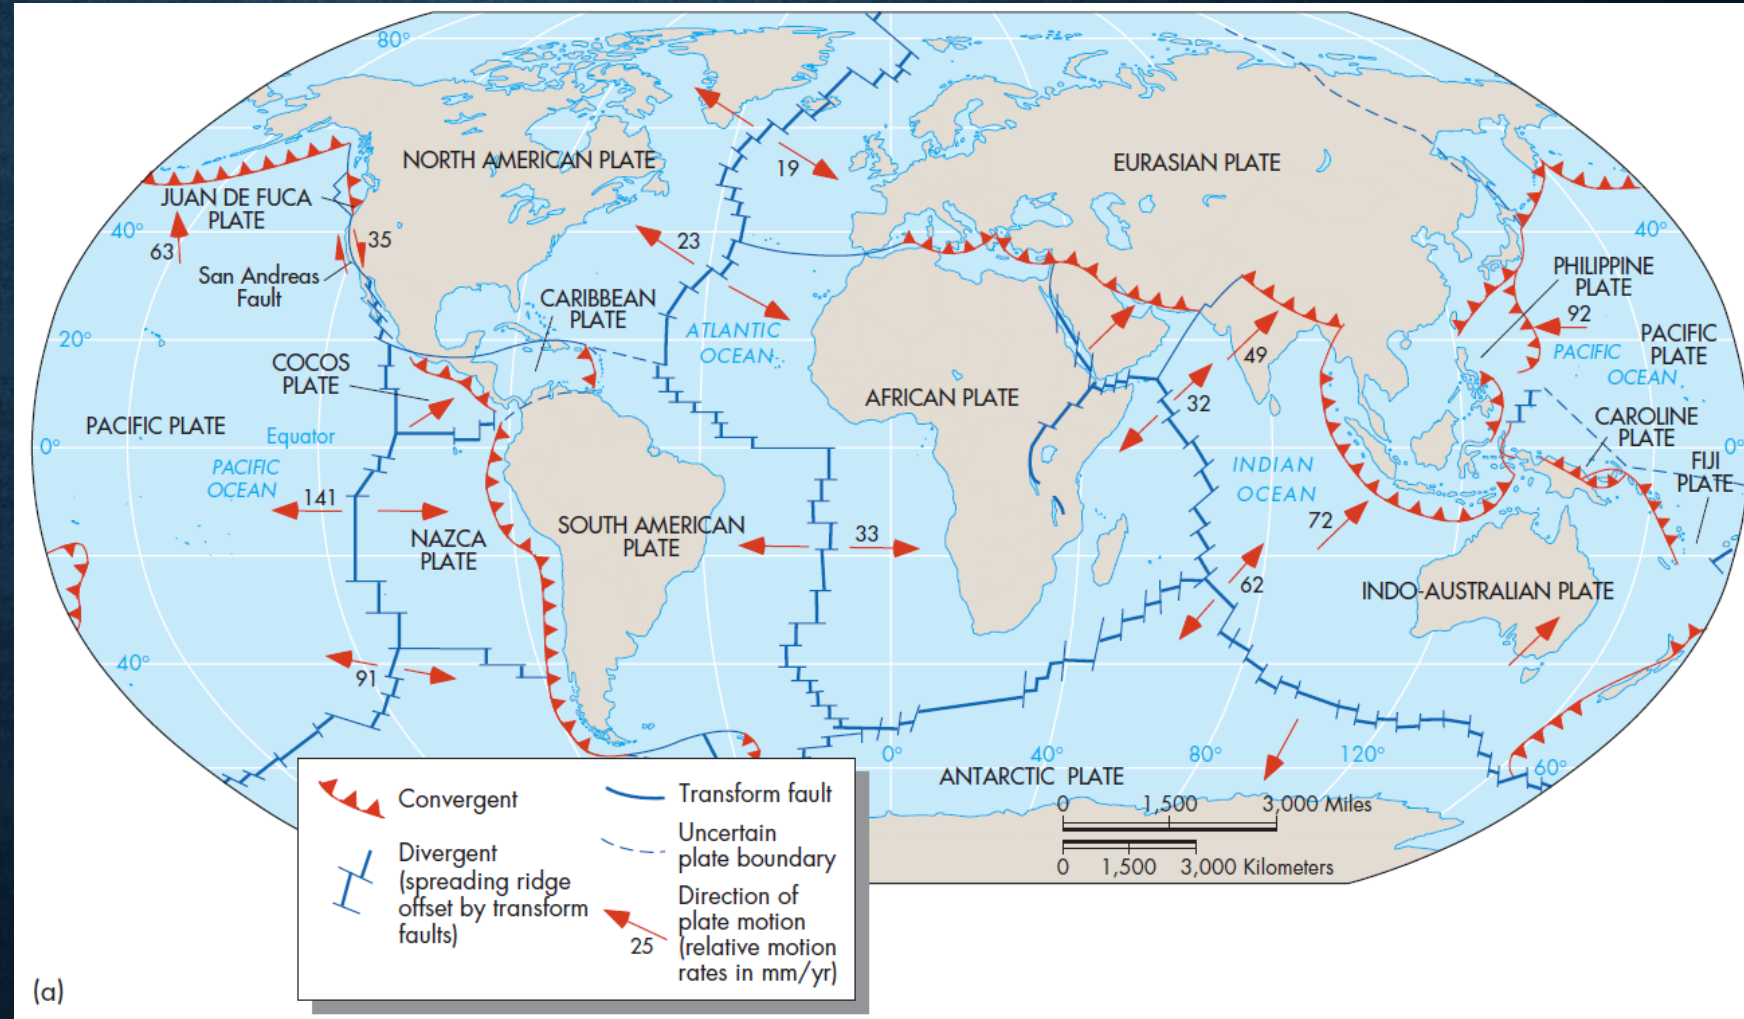 80°
NORTH AMERICAN PLATE
EURASIAN PLATE
19
JUAN DE FUCA
PLATE
40°
63
35
San Andreas
Fault
23
40°
PHILIPPINE
PLATE
92
CARIBBEAN
PLATE
ATLANTIC
OCEAN
20°
PACIFIC
PLATE
PACIFIC
OCEAN
COCOS
PLATE
49
AFRICAN PLATE
32
CAROLINE
PLATE
PACIFIC PLATE
Equator
0°
0°
FIJI
PLATE
PACIFIC
OCEAN
INDIAN
OCEAN
141
72
NAZCA
PLATE
SOUTH AMERICAN
PLATE
33
62
INDO-AUSTRALIAN PLATE
40°
91
0°
40°
80°
120°
60°
ANTARCTIC PLATE
0
1,500
3,000 Miles
0
1,500
3,000 Kilometers
Convergent
Divergent
(spreading ridge
offset by transform
faults)
Transform fault
Uncertain
plate boundary
Direction of
plate motion
(relative motion
rates in mm/yr)
25
(a)